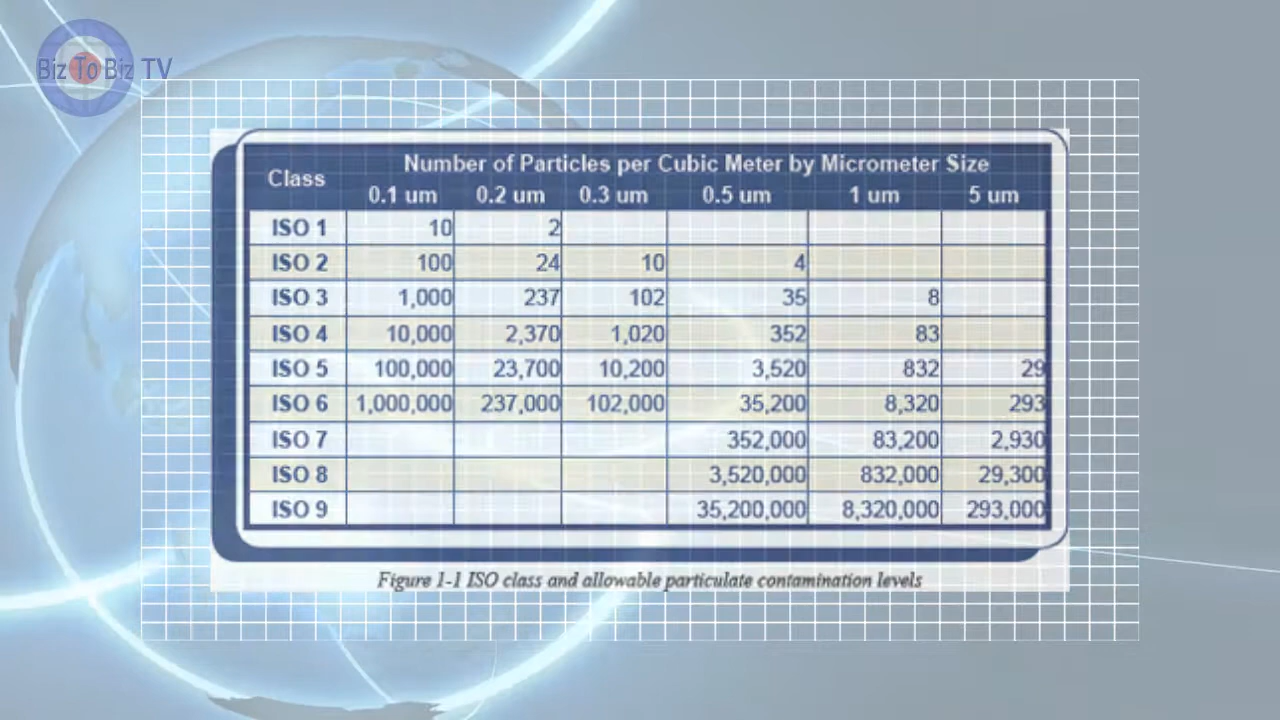 Biz To Biz TV
Number of Particles per Cubic Meter by Micrometer Size
Class
0.1 um 0.2 um 0.3 um 0.5 um 1 um 5 um
ISO 1 10 2
ISO 2 100 24 10 4
ISO 3 1,000 237 102 35 8
ISO 4 10,000 2,370 1,020 352 83
ISO 5 100,000 23,700 10,200 3,520 832 29
ISO 6 1,000,000 237,000 102,000 35,200 8,320 293
ISO 7 352,000 83,200 2,930
ISO 8 3,520,000 832,000 29,300
ISO 9 35,200,000 8,320,000 293,000
Figure 1-1 ISO class and allowable particulate contamination levels